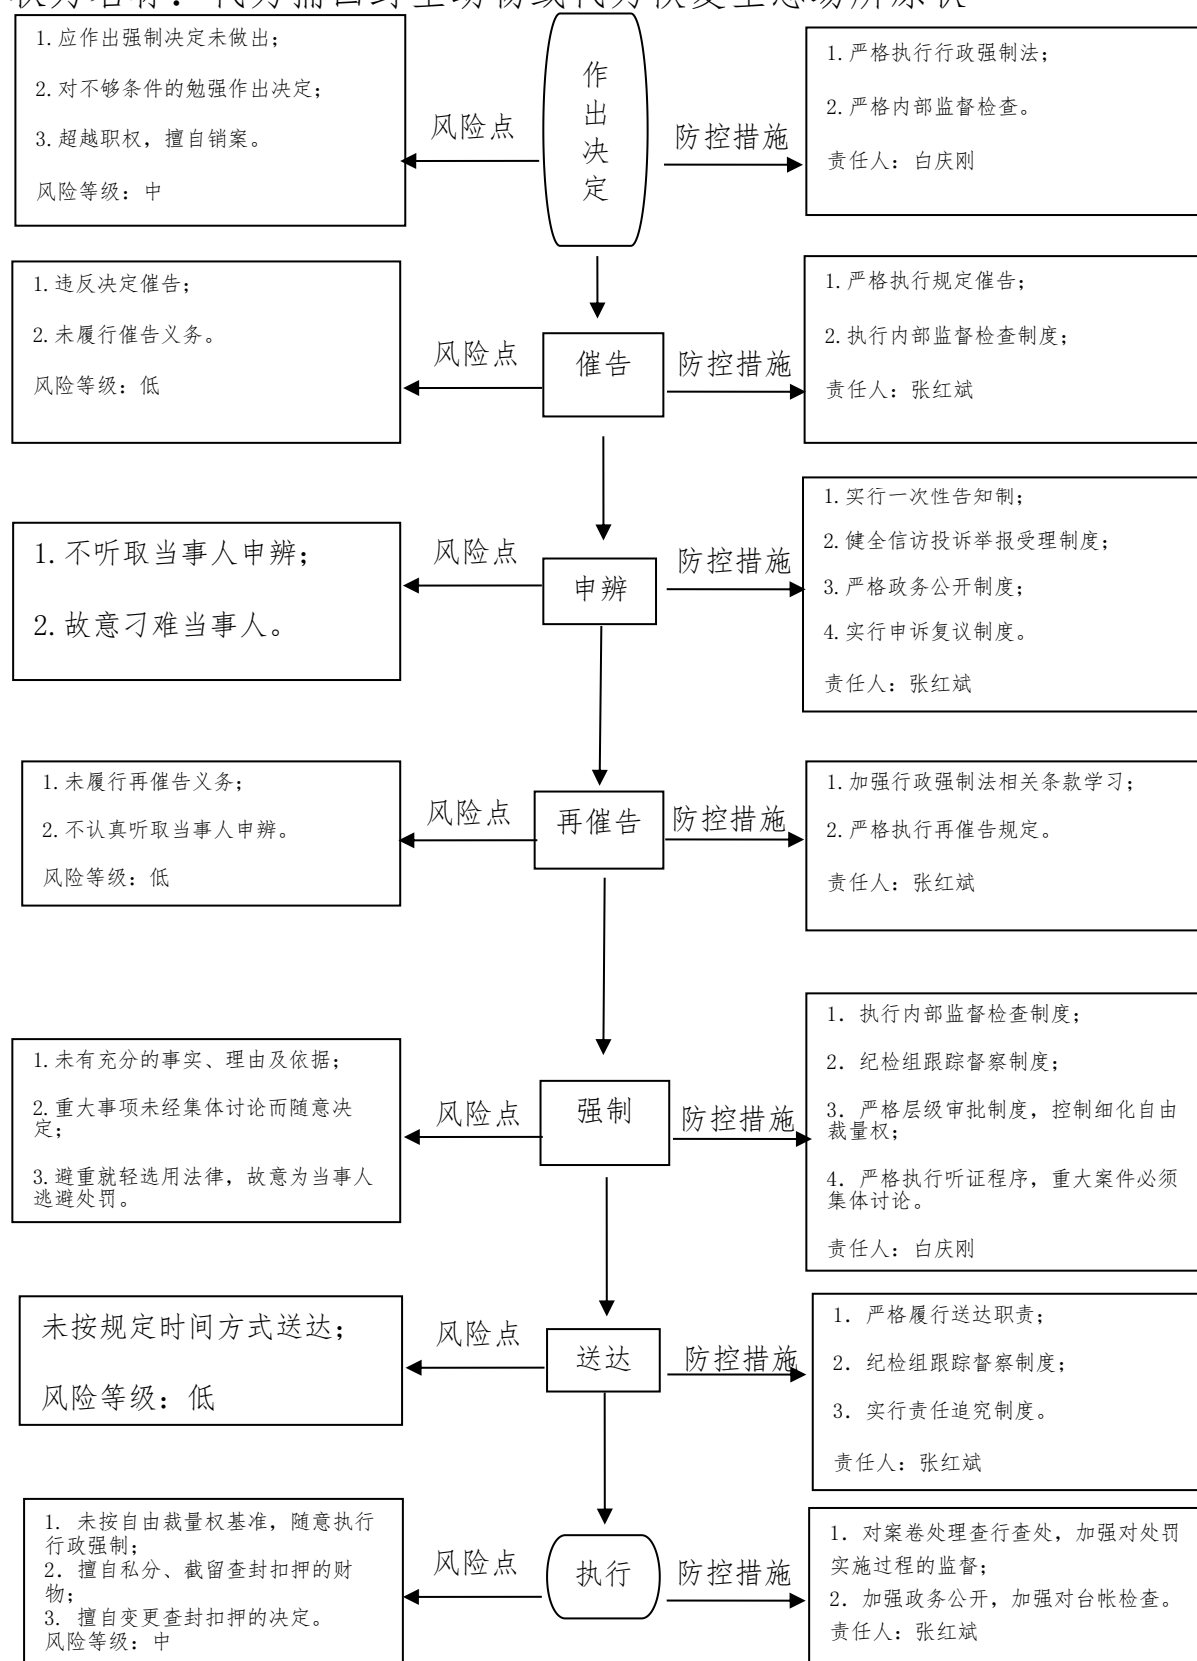 1.应作出强制决定未做出；
2.对不够条件的勉强作出决定；
3.超越职权，擅自销案。
风险等级：中
风险点
作
出
决
定
防控措施
1.严格执行行政强制法；
2.严格内部监督检查。
责任人：白庆刚
1.违反决定催告；
2.未履行催告义务。
风险等级：低
风险点
催告
防控措施
1.严格执行规定催告；
2.执行内部监督检查制度；
责任人：张红斌
1.不听取当事人申辨；
2.故意刁难当事人。
风险点
申辨
防控措施
1.实行一次性告知制；
2.健全信访投诉举报受理制度；
3.严格政务公开制度；
4.实行申诉复议制度。
责任人：张红斌
1.未履行再催告义务；
2.不认真听取当事人申辨。
风险等级：低
风险点
再催告
防控措施
1.加强行政强制法相关条款学习；
2.严格执行再催告规定。
责任人：张红斌
1.未有充分的事实、理由及依据；
2.重大事项未经集体讨论而随意决
定；
3.避重就轻选用法律，故意为当事人
逃避处罚。
风险点
强制
防控措施
1．执行内部监督检查制度；
2．纪检组跟踪督察制度；
3．严格层级审批制度，控制细化自由
裁量权；
4．严格执行听证程序，重大案件必须
集体讨论。
责任人：白庆刚
未按规定时间方式送达；
风险等级：低
风险点
送达
防控措施
1．严格履行送达职责；
2．纪检组跟踪督察制度；
3．实行责任追究制度。
责任人：张红斌
1．未按自由裁量权基准，随意执行
行政强制；
2．擅自私分、截留查封扣押的财
物；
3．擅自变更查封扣押的决定。
风险等级：中
风险点
执行
防控措施
1．对案卷处理查行查处，加强对处罚
实施过程的监督；
2．加强政务公开，加强对台帐检查。
责任人：张红斌